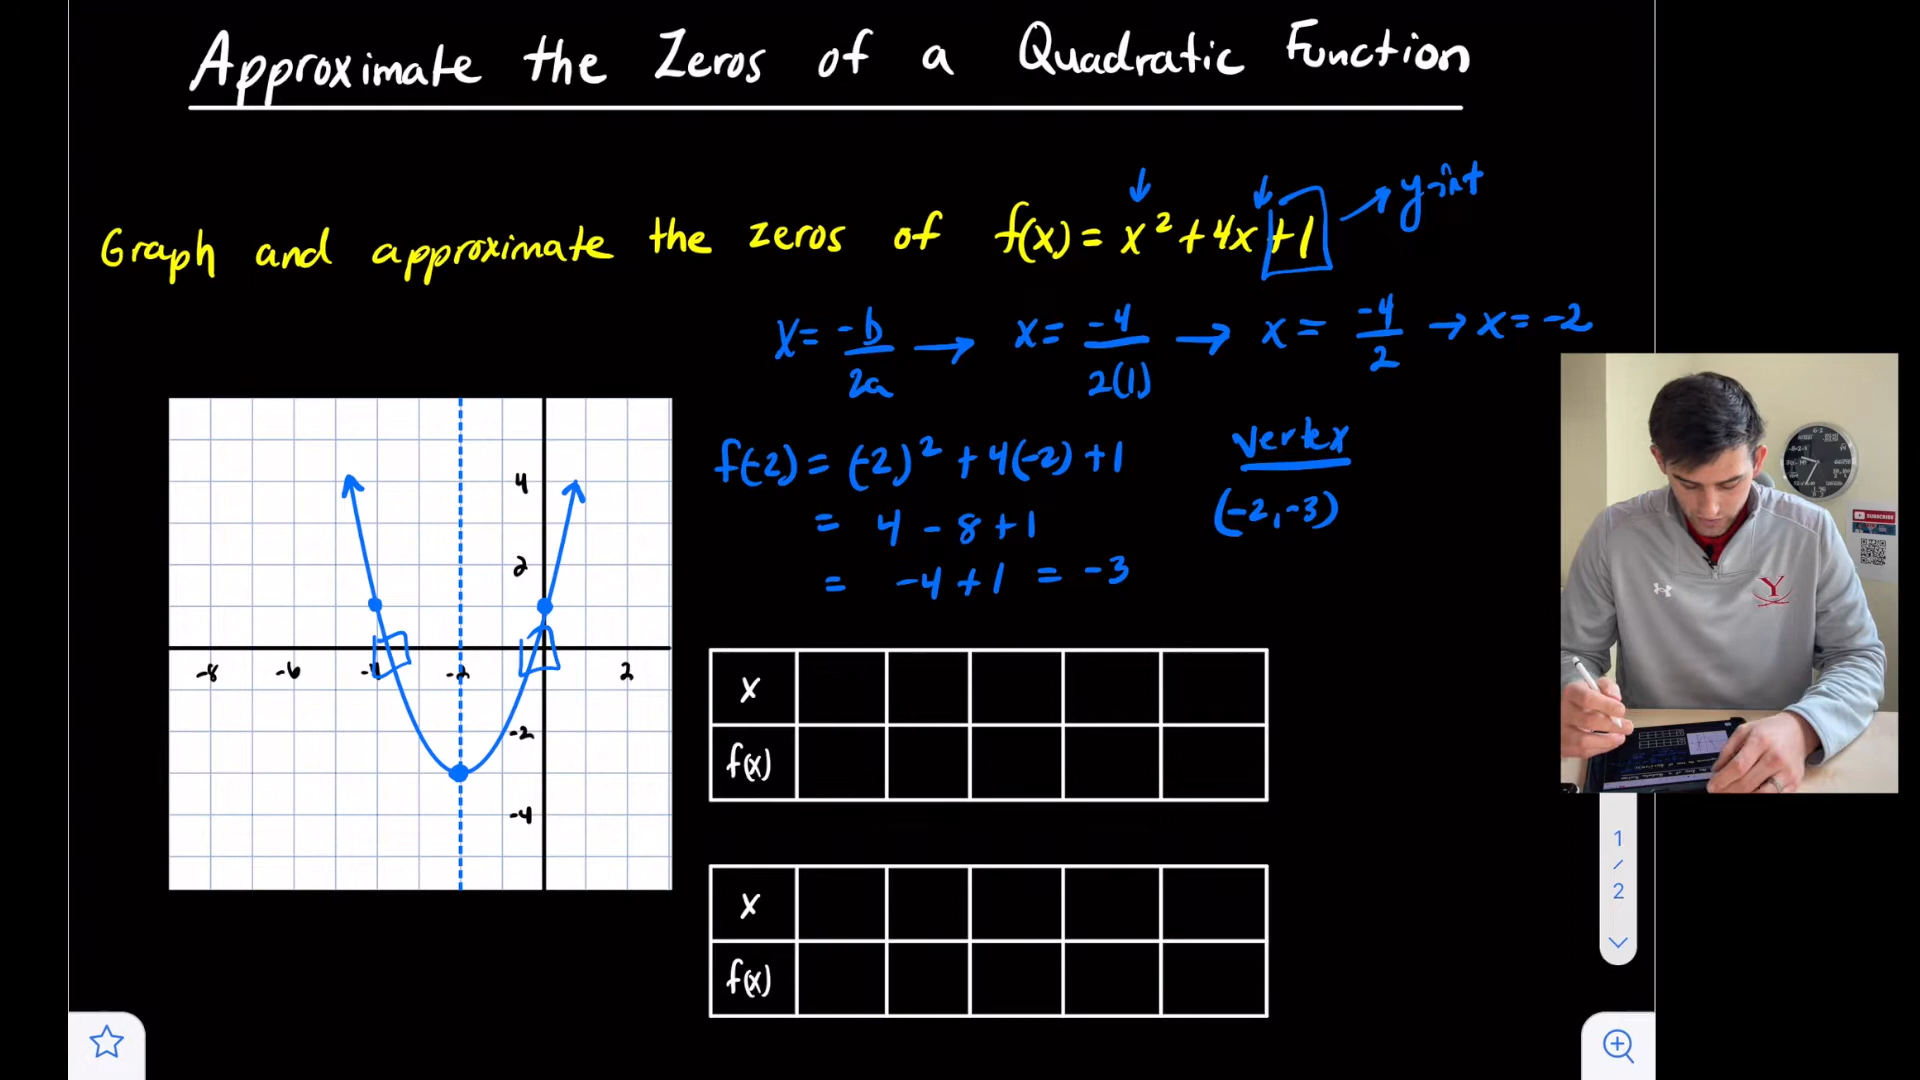 Approximate the Zeros of a Quadratic Function
Graph and approximate the zeros of f(x) = x² + 4x + 1 → y-int
x = -b/2a → x = -4/2(1) → x = -4/2 → x = -2
f(-2) = (-2)² + 4(-2) + 1
= 4 - 8 + 1
= -4 + 1 = -3
vertex
(-2, -3)
4
2
-8 -6 -4 -2 2
-2
-4
x
f(x)
x
f(x)
SUBSCRIBE
Y
1
/
2